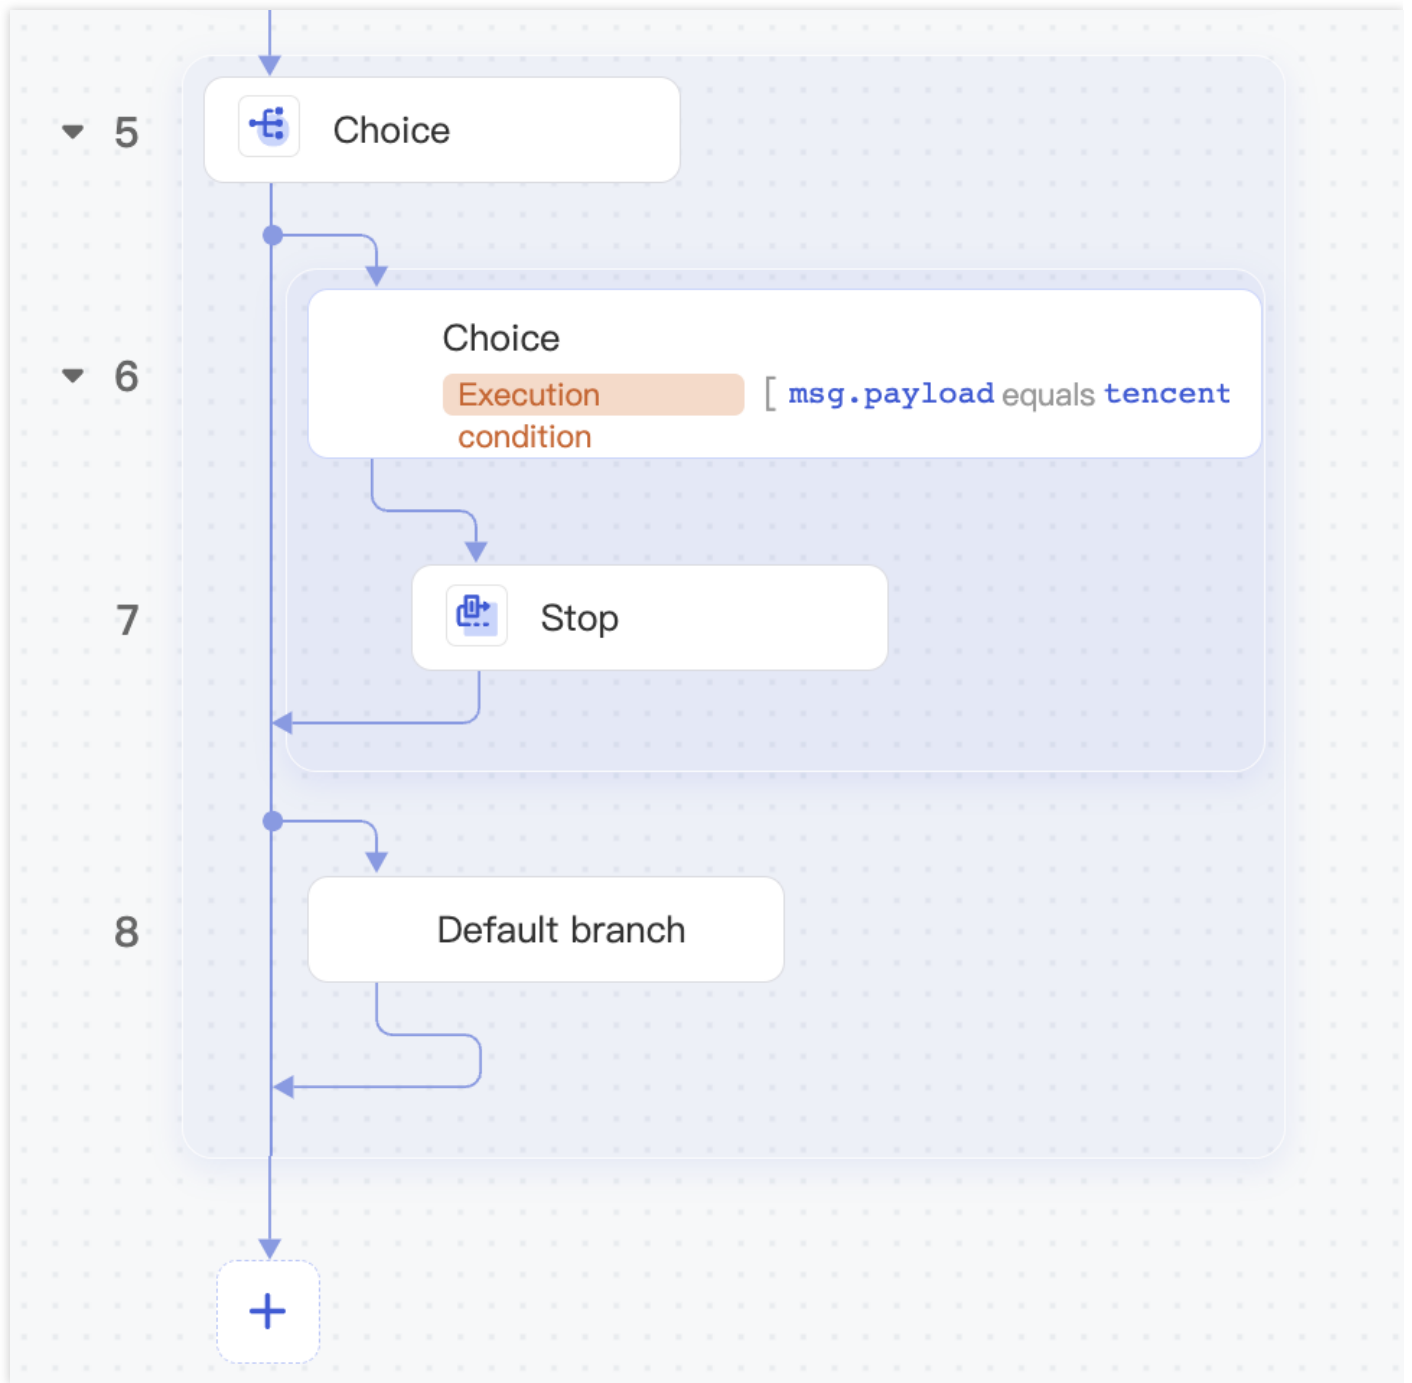 5
Choice
6
Choice
Execution
condition
[ msg.payload equals tencent
7
Stop
8
Default branch